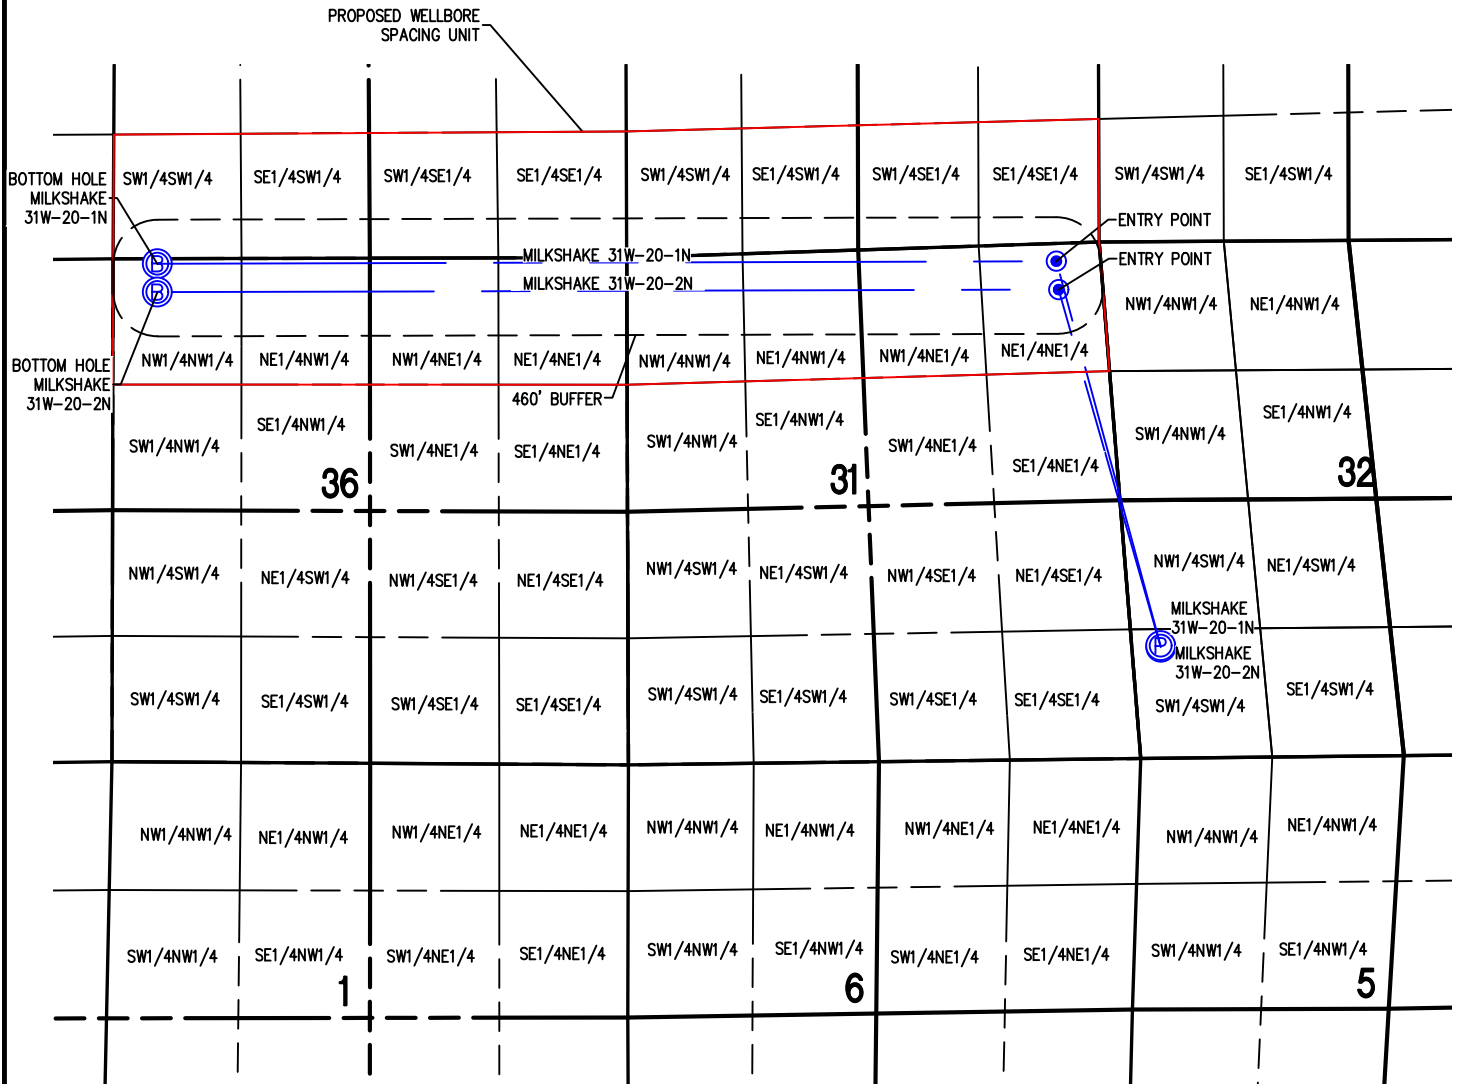 PROPOSED WELLBORE
SPACING UNIT
BOTTOM HOLE
MILKSHAKE
31W-20-1N
SW1/4SW1/4
SE1/4SW1/4
SW1/4SE1/4
SE1/4SE1/4
SW1/4SW1/4
SE1/4SW1/4
SW1/4SE1/4
SE1/4SE1/4
SW1/4SW1/4
SE1/4SW1/4
ENTRY POINT
ENTRY POINT
B
MILKSHAKE 31W-20-1N
B
MILKSHAKE 31W-20-2N
NW1/4NW1/4
NE1/4NW1/4
BOTTOM HOLE
MILKSHAKE
31W-20-2N
NW1/4NW1/4
NE1/4NW1/4
NW1/4NE1/4
NE1/4NE1/4
NW1/4NW1/4
NE1/4NW1/4
NW1/4NE1/4
NE1/4NE1/4
460' BUFFER
SW1/4NW1/4
SE1/4NW1/4
SW1/4NE1/4
SE1/4NE1/4
SW1/4NW1/4
SE1/4NW1/4
SW1/4NE1/4
SE1/4NE1/4
SW1/4NW1/4
SE1/4NW1/4
36
31
32
NW1/4SW1/4
NE1/4SW1/4
NW1/4SE1/4
NE1/4SE1/4
NW1/4SW1/4
NE1/4SW1/4
NW1/4SE1/4
NE1/4SE1/4
NW1/4SW1/4
NE1/4SW1/4
MILKSHAKE
31W-20-1N
P
MILKSHAKE
31W-20-2N
SW1/4SW1/4
SE1/4SW1/4
SW1/4SE1/4
SE1/4SE1/4
SW1/4SW1/4
SE1/4SW1/4
SW1/4SE1/4
SE1/4SE1/4
SW1/4SW1/4
SE1/4SW1/4
NW1/4NW1/4
NE1/4NW1/4
NW1/4NE1/4
NE1/4NE1/4
NW1/4NW1/4
NE1/4NW1/4
NW1/4NE1/4
NE1/4NE1/4
NW1/4NW1/4
NE1/4NW1/4
SW1/4NW1/4
SE1/4NW1/4
SW1/4NE1/4
SE1/4NE1/4
SW1/4NW1/4
SE1/4NW1/4
SW1/4NE1/4
SE1/4NE1/4
SW1/4NW1/4
SE1/4NW1/4
1
6
5